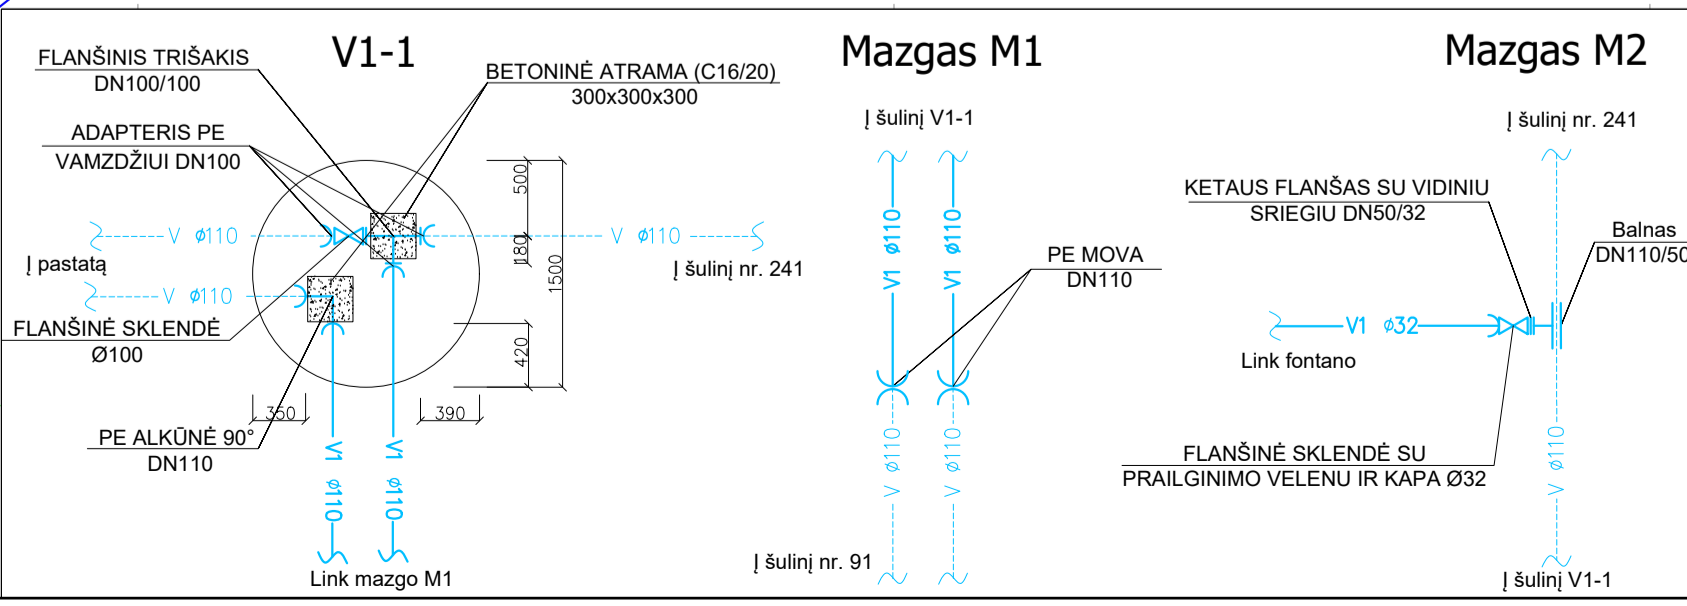 V1-1
FLANŠINIS TRIŠAKIS
DN100/100
BETONINĖ ATRAMA (C16/20)
300x300x300
ADAPTERIS PE
VAMZDŽIUI DN100
500
180
1500
420
V ø110
V ø110
Į pastatą
Į šulinį nr. 241
V ø110
FLANŠINĖ SKLENDĖ
Ø100
350
390
PE ALKŪNĖ 90°
DN110
V1 ø110
V1 ø110
Link mazgo M1
Mazgas M1
Į šulinį V1-1
V1 ø110
V1 ø110
PE MOVA
DN110
V ø110
V ø110
Į šulinį nr. 91
Mazgas M2
Į šulinį nr. 241
KETAUS FLANŠAS SU VIDINIU
SRIEGIU DN50/32
Balnas
DN110/50
V1 ø32
Link fontano
FLANŠINĖ SKLENDĖ SU
PRAILGINIMO VELENU IR KAPA Ø32
V ø110
Į šulinį V1-1